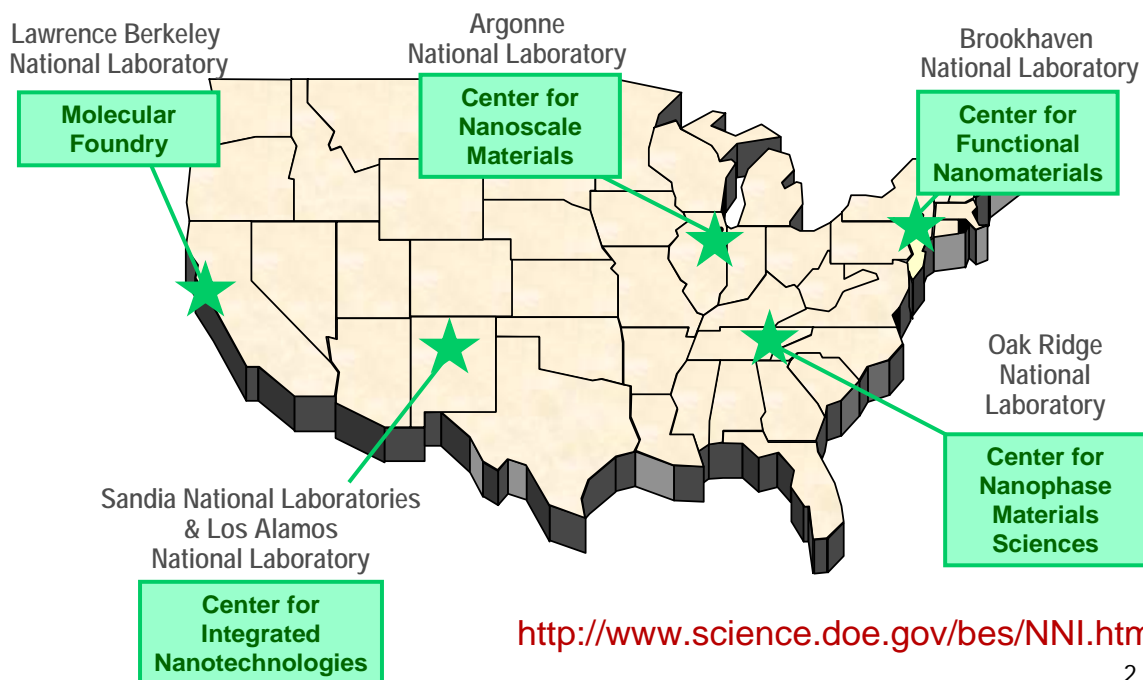 Lawrence Berkeley
National Laboratory
Molecular
Foundry
Argonne
National Laboratory
Center for
Nanoscale
Materials
Brookhaven
National Laboratory
Center for
Functional
Nanomaterials
Oak Ridge
National
Laboratory
Center for
Nanophase
Materials
Sciences
Sandia National Laboratories
& Los Alamos
National Laboratory
Center for
Integrated
Nanotechnologies
http://www.science.doe.gov/bes/NNI.htm
2